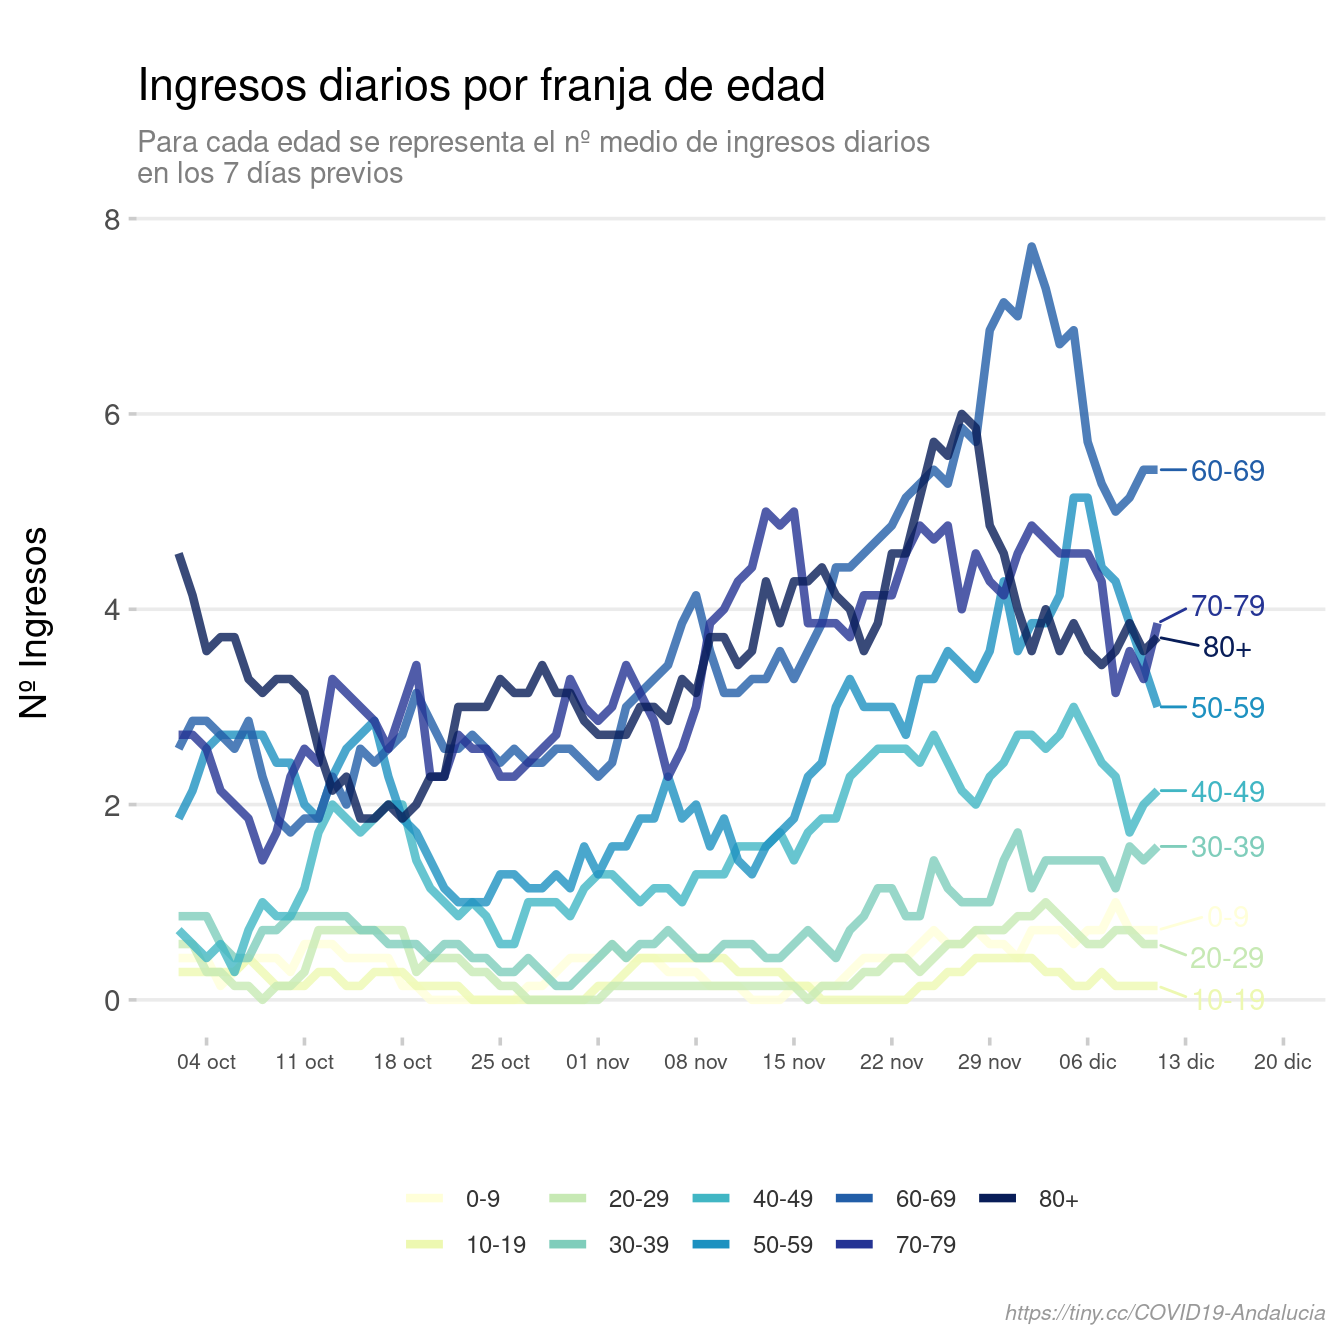 Ingresos diarios por franja de edad
Para cada edad se representa el nº medio de ingresos diarios
en los 7 días previos
Nº Ingresos
8
6
4
2
0
60-69
70-79
80+
50-59
40-49
30-39
0-9
20-29
10-19
04 oct 11 oct 18 oct 25 oct 01 nov 08 nov 15 nov 22 nov 29 nov 06 dic 13 dic 20 dic
0-9 20-29 40-49 60-69 80+
10-19 30-39 50-59 70-79
https://tiny.cc/COVID19-Andalucia